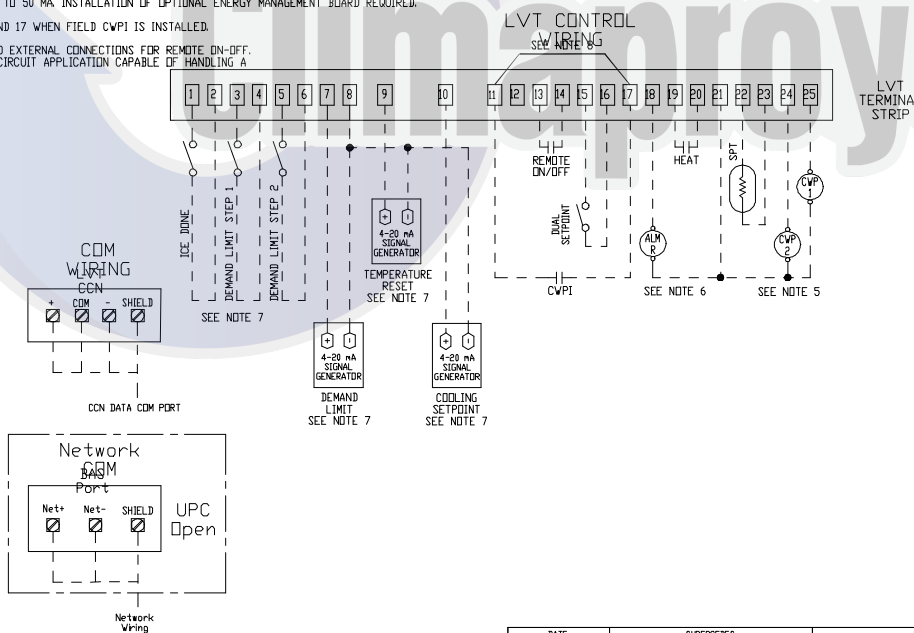 TO 50 MA. INSTALLATION OF OPTIONAL ENERGY MANAGEMENT BOARD REQUIRED.
ND 17 WHEN FIELD CWPI IS INSTALLED.
D EXTERNAL CONNECTIONS FOR REMOTE ON-OFF.
CIRCUIT APPLICATION CAPABLE OF HANDLING A
Climaproy
LVT CONTROL
WIRING
SEE NOTE 8
LVT
TERMINA
STRIP
1 2 3 4 5 6 7 8 9 10 11 12 13 14 15 16 17 18 19 20 21 22 23 24 25
REMOTE
ON/OFF
HEAT
SPT
CWP
1
ICE DONE
DEMAND LIMIT STEP 1
DEMAND LIMIT STEP 2
DUAL
SETPOINT
ALM
R
CWP
2
+ -
4-20 mA
SIGNAL
GENERATOR
TEMPERATURE
RESET
SEE NOTE 7
CWPI
SEE NOTE 6
SEE NOTE 5
SEE NOTE 7
COM
WIRING
LVT
CCN
+ COM - SHIELD
CCN DATA COM PORT
+ -
4-20 mA
SIGNAL
GENERATOR
DEMAND
LIMIT
SEE NOTE 7
+ -
4-20 mA
SIGNAL
GENERATOR
COOLING
SETPOINT
SEE NOTE 7
Network
COM
BAS
Port
Net+ Net- SHIELD
UPC
Open
Network
Wiring
DATE
SUPERSEDES